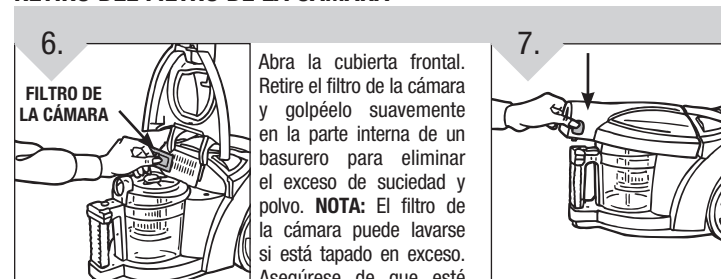 RETIRO DEL FILTRO DE LA CÁMARA
6.
FILTRO DE
LA CÁMARA
Abra la cubierta frontal.
Retire el filtro de la cámara
y golpéelo suavemente
en la parte interna de un
basurero para eliminar
el exceso de suciedad y
polvo. NOTA: El filtro de
la cámara puede lavarse
si está tapado en exceso.
Asegúrese de que esté
7.